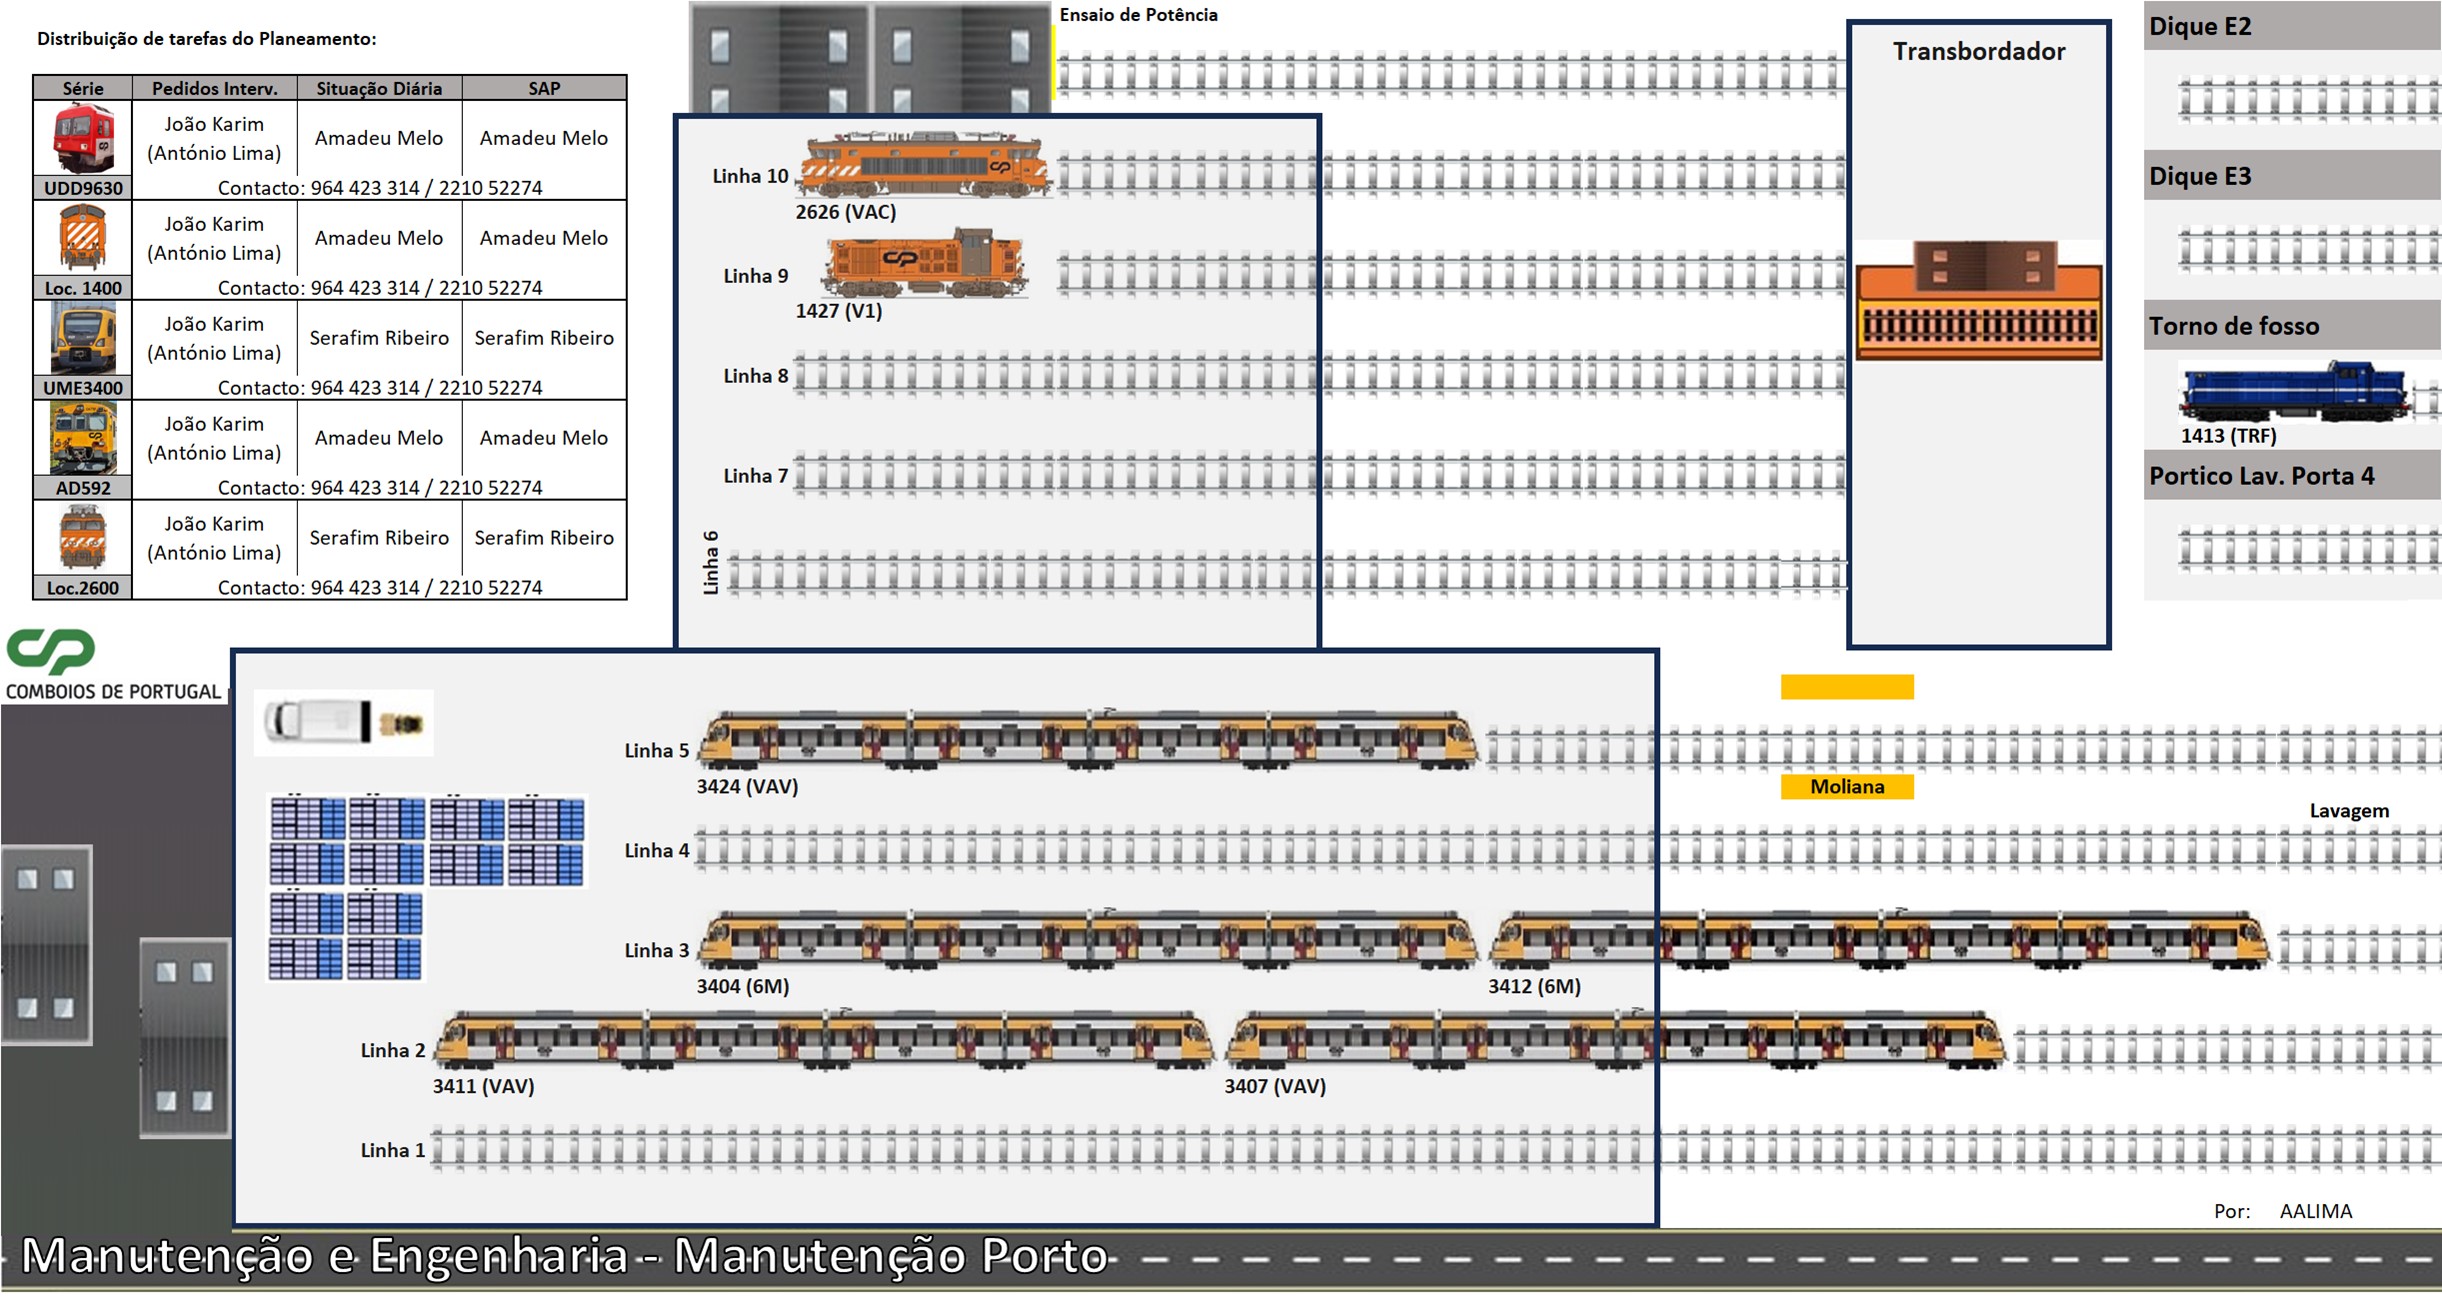 Distribuição de tarefas do Planeamento:
Série Pedidos Interv. Situação Diária SAP
João Karim
(António Lima) Amadeu Melo Amadeu Melo
UDD9630 Contacto: 964 423 314 / 2210 52274
João Karim
(António Lima) Amadeu Melo Amadeu Melo
Loc. 1400 Contacto: 964 423 314 / 2210 52274
João Karim
(António Lima) Serafim Ribeiro Serafim Ribeiro
UME3400 Contacto: 964 423 314 / 2210 52274
João Karim
(António Lima) Amadeu Melo Amadeu Melo
AD592 Contacto: 964 423 314 / 2210 52274
João Karim
(António Lima) Serafim Ribeiro Serafim Ribeiro
Loc.2600 Contacto: 964 423 314 / 2210 52274
Ensaio de Potência
Linha 10
2626 (VAC)
Linha 9
1427 (V1)
Linha 8
Linha 7
Linha 6
Transbordador
Dique E2
Dique E3
Torno de fosso
1413 (TRF)
Portico Lav. Porta 4
CP
COMBOIOS DE PORTUGAL
Linha 5
3424 (VAV)
Moliana
Lavagem
Linha 4
Linha 3
3404 (6M) 3412 (6M)
Linha 2
3411 (VAV) 3407 (VAV)
Linha 1
Por: AALIMA
Manutenção e Engenharia - Manutenção Porto